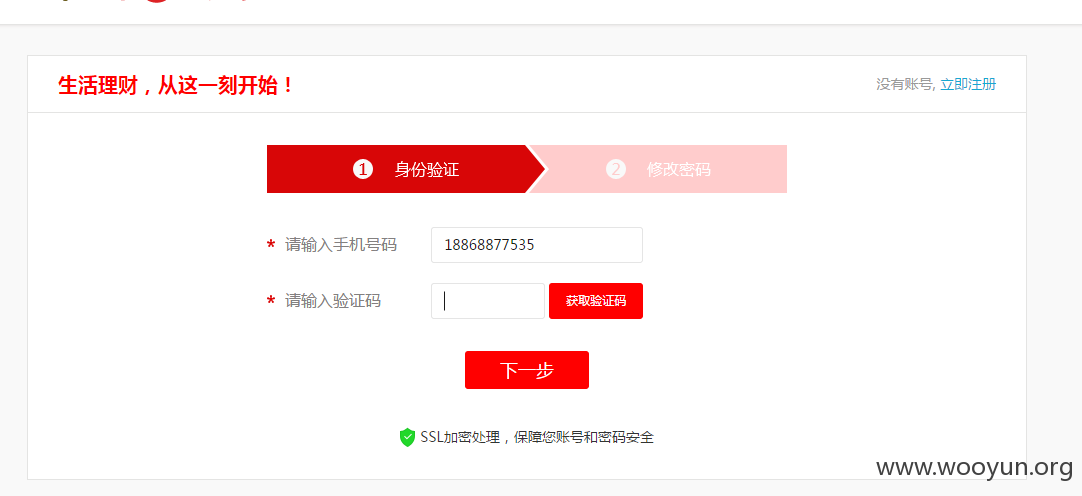 生活理财，从这一刻开始！
没有账号, 立即注册
1 身份验证
2 修改密码
* 请输入手机号码 18868877535
* 请输入验证码 获取验证码
下一步
SSL加密处理，保障您账号和密码安全
www.wooyun.org